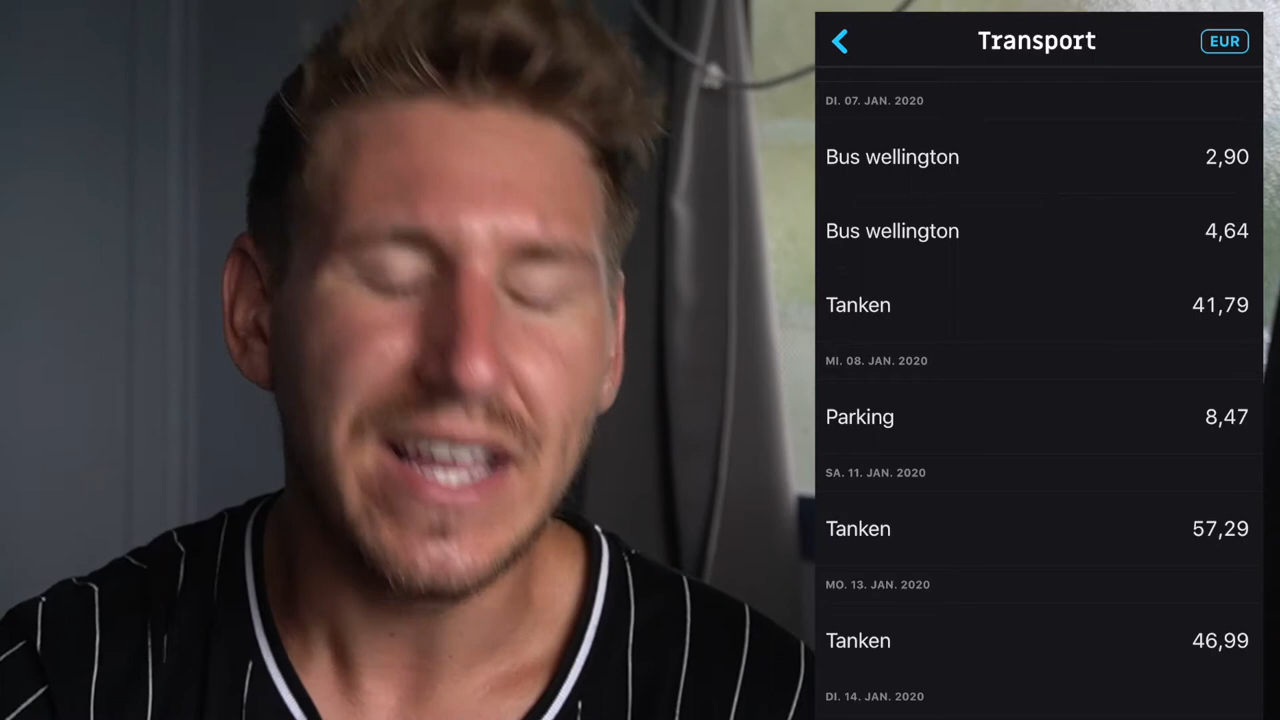 Transport
EUR
DI. 07. JAN. 2020
Bus wellington 2,90
Bus wellington 4,64
Tanken 41,79
MI. 08. JAN. 2020
Parking 8,47
SA. 11. JAN. 2020
Tanken 57,29
MO. 13. JAN. 2020
Tanken 46,99
DI. 14. JAN. 2020